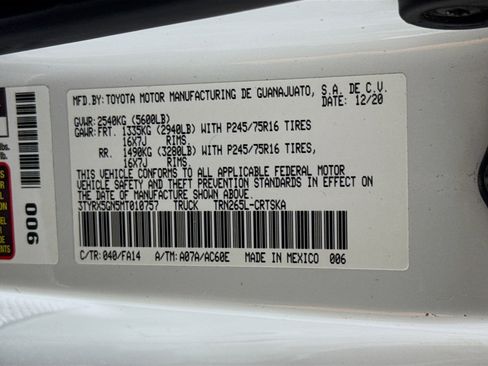 MFD.BY:TOYOTA MOTOR MANUFACTURING DE GUANAJUATO, S.A. DE C.V.
12/20
GVWR: 2540KG (5600LB)
GAWR: FRT. 1335KG (2940LB) WITH P245/75R16 TIRES
16X7J RIMS,
RR. 1490KG (3280LB) WITH P245/75R16 TIRES,
16X7J RIMS.
THIS VEHICLE CONFORMS TO ALL APPLICABLE FEDERAL MOTOR
VEHICLE SAFETY AND THEFT PREVENTION STANDARDS IN EFFECT ON
THE DATE OF MANUFACTURE SHOWN ABOVE.
3TYRX5GN5MT010757 TRUCK TRN265L-CRTSKA
C/TR: 040/FA14 A/TM: A07A/AC60E MADE IN MEXICO 006
900
lbs.